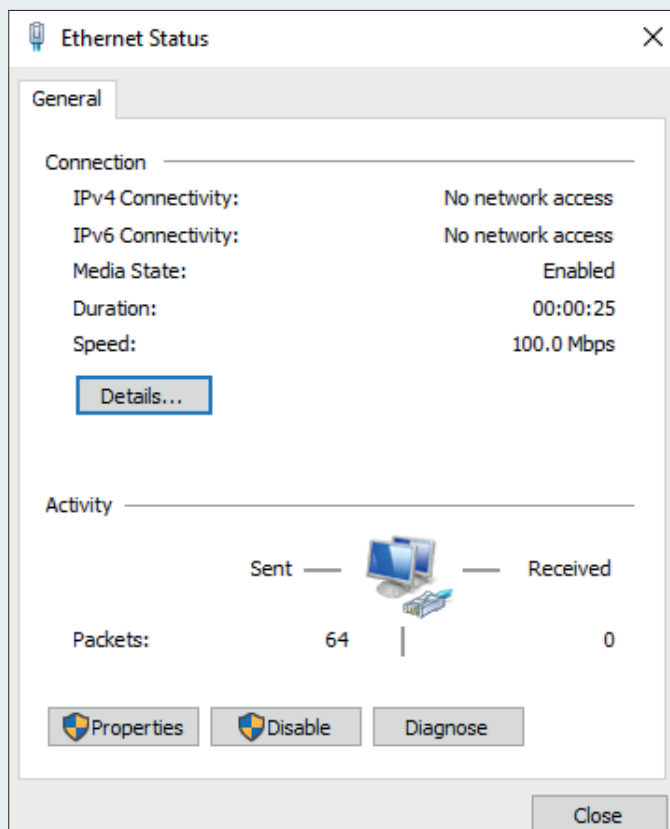 Ethernet Status
General
Connection
IPv4 Connectivity: No network access
IPv6 Connectivity: No network access
Media State: Enabled
Duration: 00:00:25
Speed: 100.0 Mbps
Details...
Activity
Sent Received
Packets: 64 0
Properties Disable Diagnose
Close